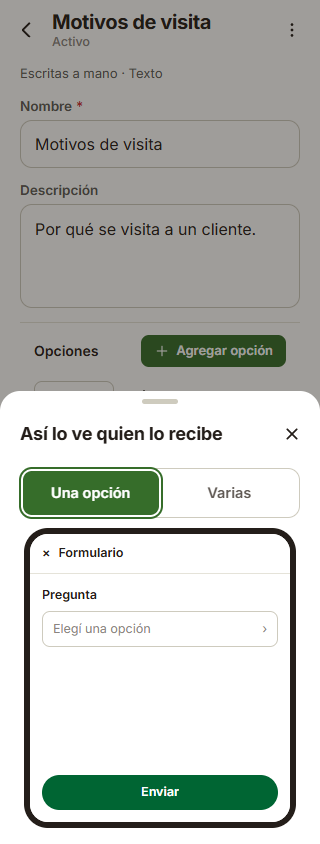 Motivos de visita
Activo
Escritas a mano · Texto
Nombre *
Motivos de visita
Descripción
Por qué se visita a un cliente.
Opciones
+ Agregar opción
Así lo ve quien lo recibe
Una opción
Varias
× Formulario
Pregunta
Elegí una opción ›
Enviar